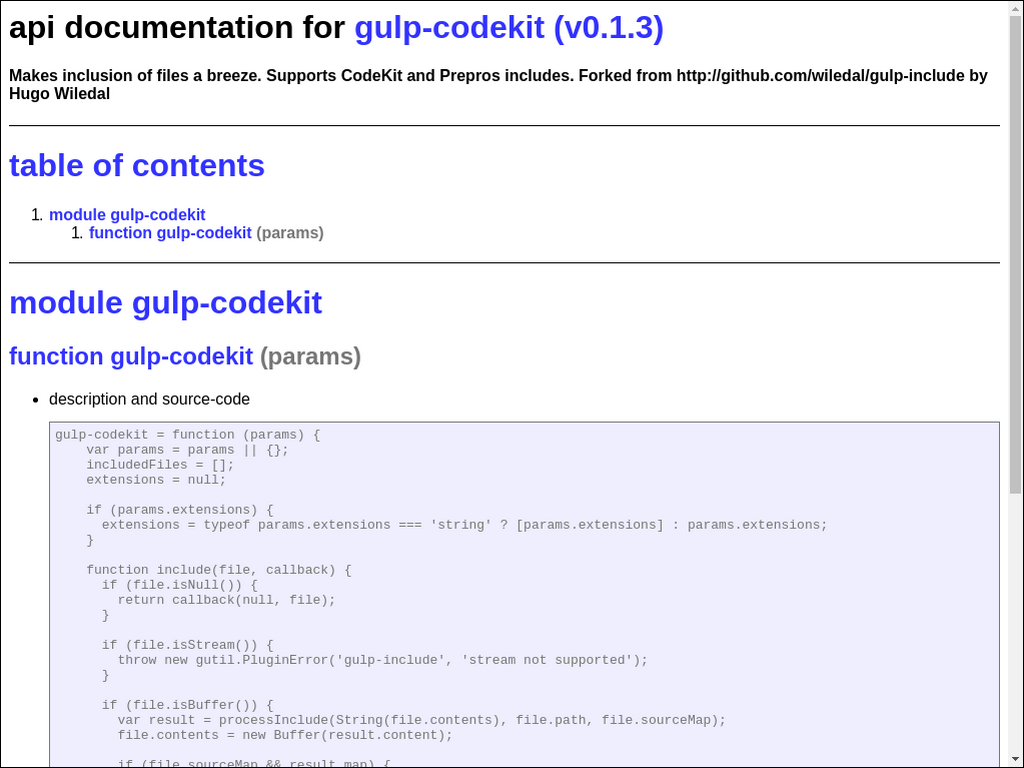 api documentation for gulp-codekit (v0.1.3)
Makes inclusion of files a breeze. Supports CodeKit and Prepros includes. Forked from http://github.com/wiledal/gulp-include by
Hugo Wiledal
table of contents
1. module gulp-codekit
1. function gulp-codekit (params)
module gulp-codekit
function gulp-codekit (params)
• description and source-code
gulp-codekit = function (params) {
    var params = params || {};
    includedFiles = [];
    extensions = null;

    if (params.extensions) {
      extensions = typeof params.extensions === 'string' ? [params.extensions] : params.extensions;
    }

    function include(file, callback) {
      if (file.isNull()) {
        return callback(null, file);
      }

      if (file.isStream()) {
        throw new gutil.PluginError('gulp-include', 'stream not supported');
      }

      if (file.isBuffer()) {
        var result = processInclude(String(file.contents), file.path, file.sourceMap);
        file.contents = new Buffer(result.content);

        if (file.sourceMap && result.map) {